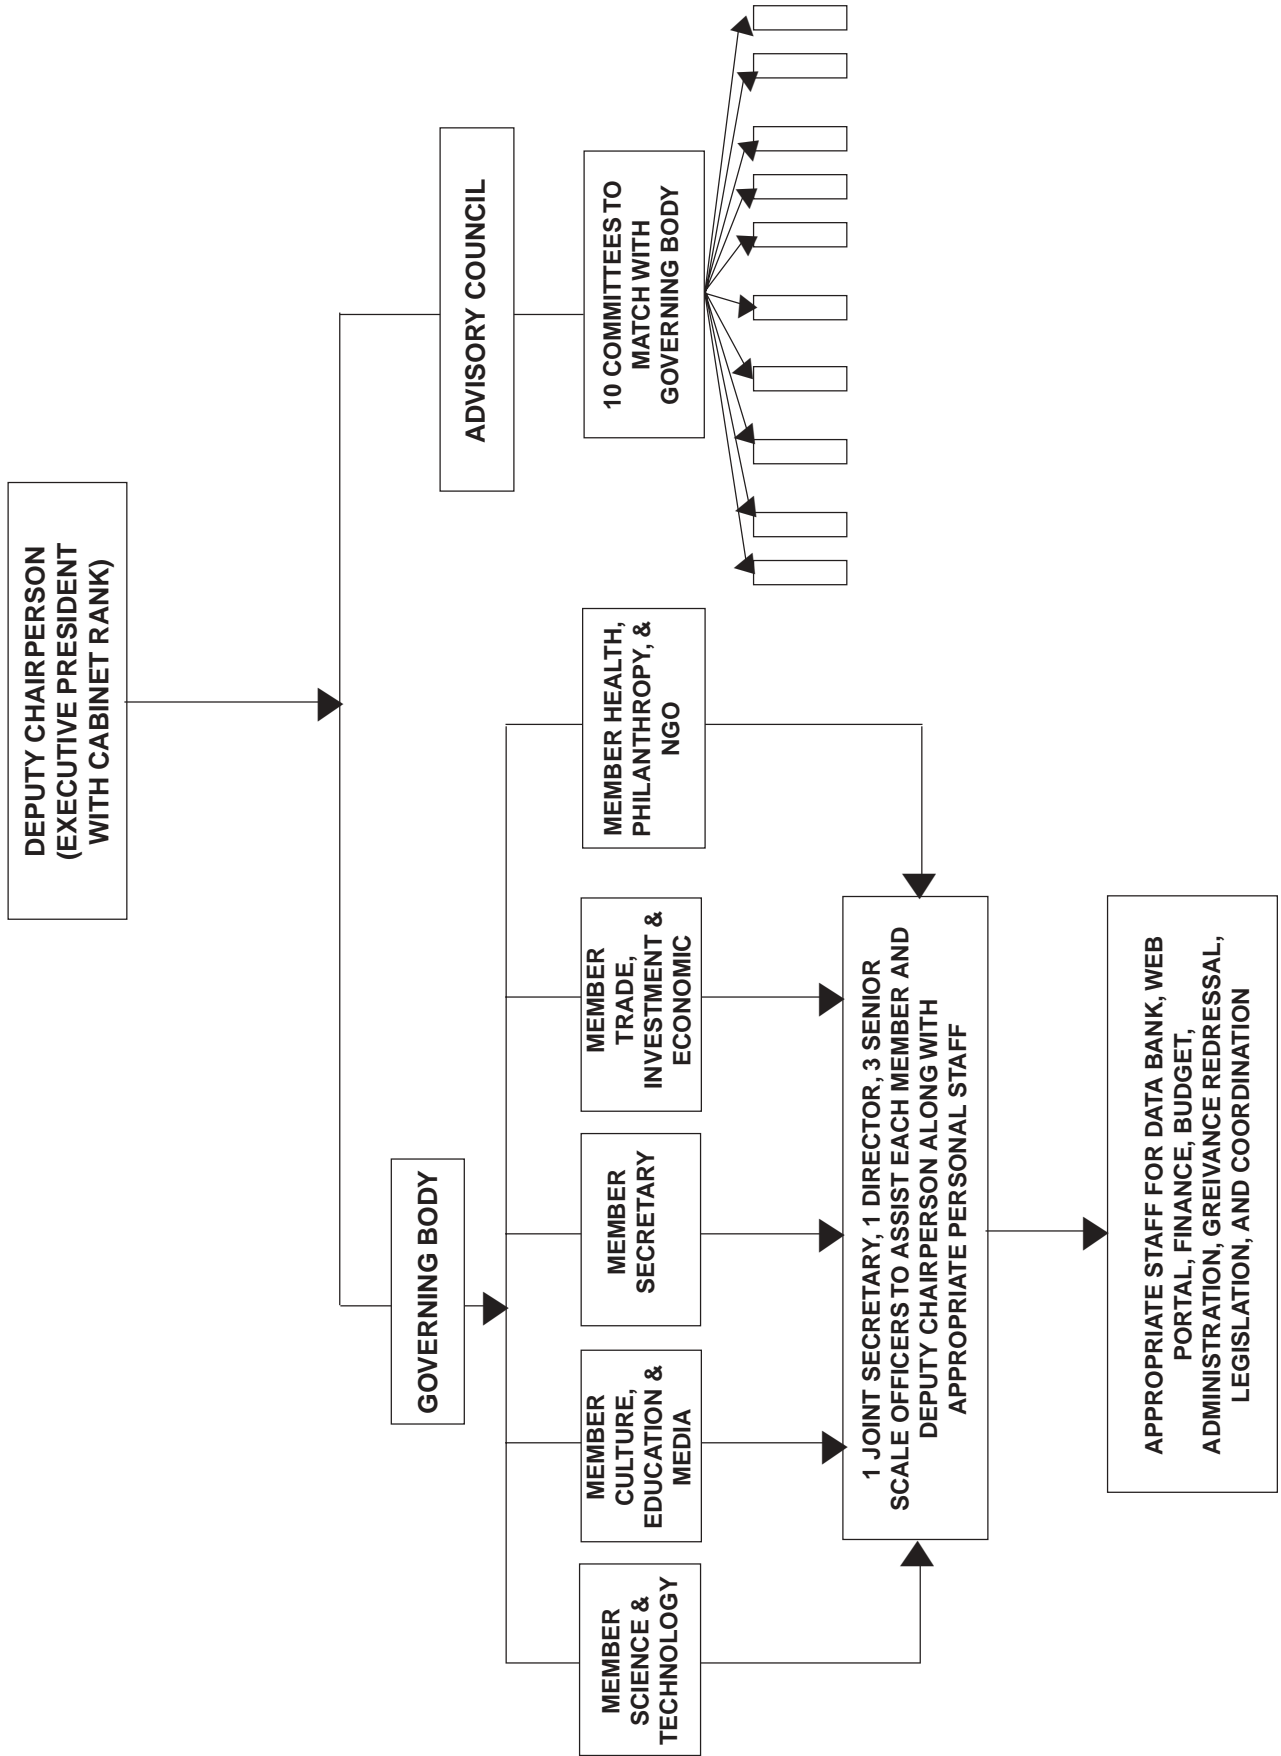 DEPUTY CHAIRPERSON
(EXECUTIVE PRESIDENT
WITH CABINET RANK)
GOVERNING BODY
ADVISORY COUNCIL
MEMBER
SCIENCE &
TECHNOLOGY
MEMBER
CULTURE,
EDUCATION &
MEDIA
MEMBER
SECRETARY
MEMBER
TRADE,
INVESTMENT &
ECONOMIC
MEMBER HEALTH,
PHILANTHROPY, &
NGO
10 COMMITTEES TO
MATCH WITH
GOVERNING BODY
1 JOINT SECRETARY, 1 DIRECTOR, 3 SENIOR
SCALE OFFICERS TO ASSIST EACH MEMBER AND
DEPUTY CHAIRPERSON ALONG WITH
APPROPRIATE PERSONAL STAFF
APPROPRIATE STAFF FOR DATA BANK, WEB
PORTAL, FINANCE, BUDGET,
ADMINISTRATION, GREIVANCE REDRESSAL,
LEGISLATION, AND COORDINATION